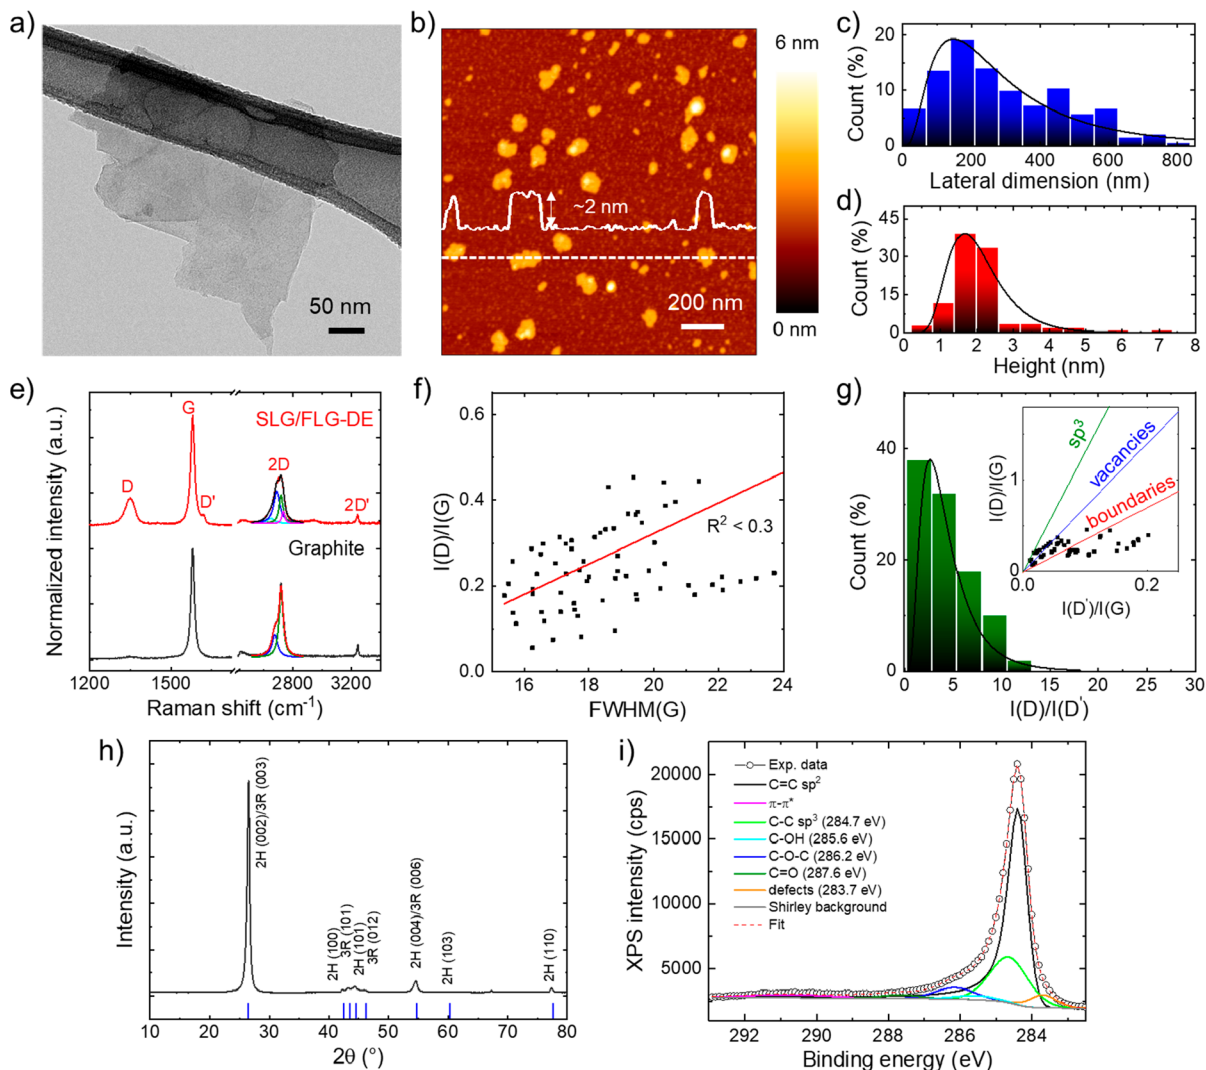 a)
50 nm
b)
~2 nm
200 nm
6 nm
0 nm
c)
Count (%)
20
10
0
0 200 400 600 800
Lateral dimension (nm)
d)
Count (%)
45
30
15
0
0 1 2 3 4 5 6 7 8
Height (nm)
e)
Normalized intensity (a.u.)
G
SLG/FLG-DE
D
D'
2D
2D'
Graphite
1200 1500 2800 3200
Raman shift (cm-1)
f)
I(D)/I(G)
0.6
0.4
0.2
0.0
R2 < 0.3
16 18 20 22 24
FWHM(G)
g)
Count (%)
40
20
0
0 5 10 15 20 25 30
I(D)/I(D')
I(D)/I(G)
1
0
sp3
vacancies
boundaries
0.0 0.2
I(D')/I(G)
h)
Intensity (a.u.)
2H (002)/3R (003)
2H (100)
3R (101)
2H (101)
3R (012)
2H (004)/3R (006)
2H (103)
2H (110)
10 20 30 40 50 60 70 80
2θ (°)
i)
XPS intensity (cps)
20000
15000
10000
5000
Exp. data
C=C sp2
π-π*
C-C sp3 (284.7 eV)
C-OH (285.6 eV)
C-O-C (286.2 eV)
C=O (287.6 eV)
defects (283.7 eV)
Shirley background
Fit
292 290 288 286 284
Binding energy (eV)